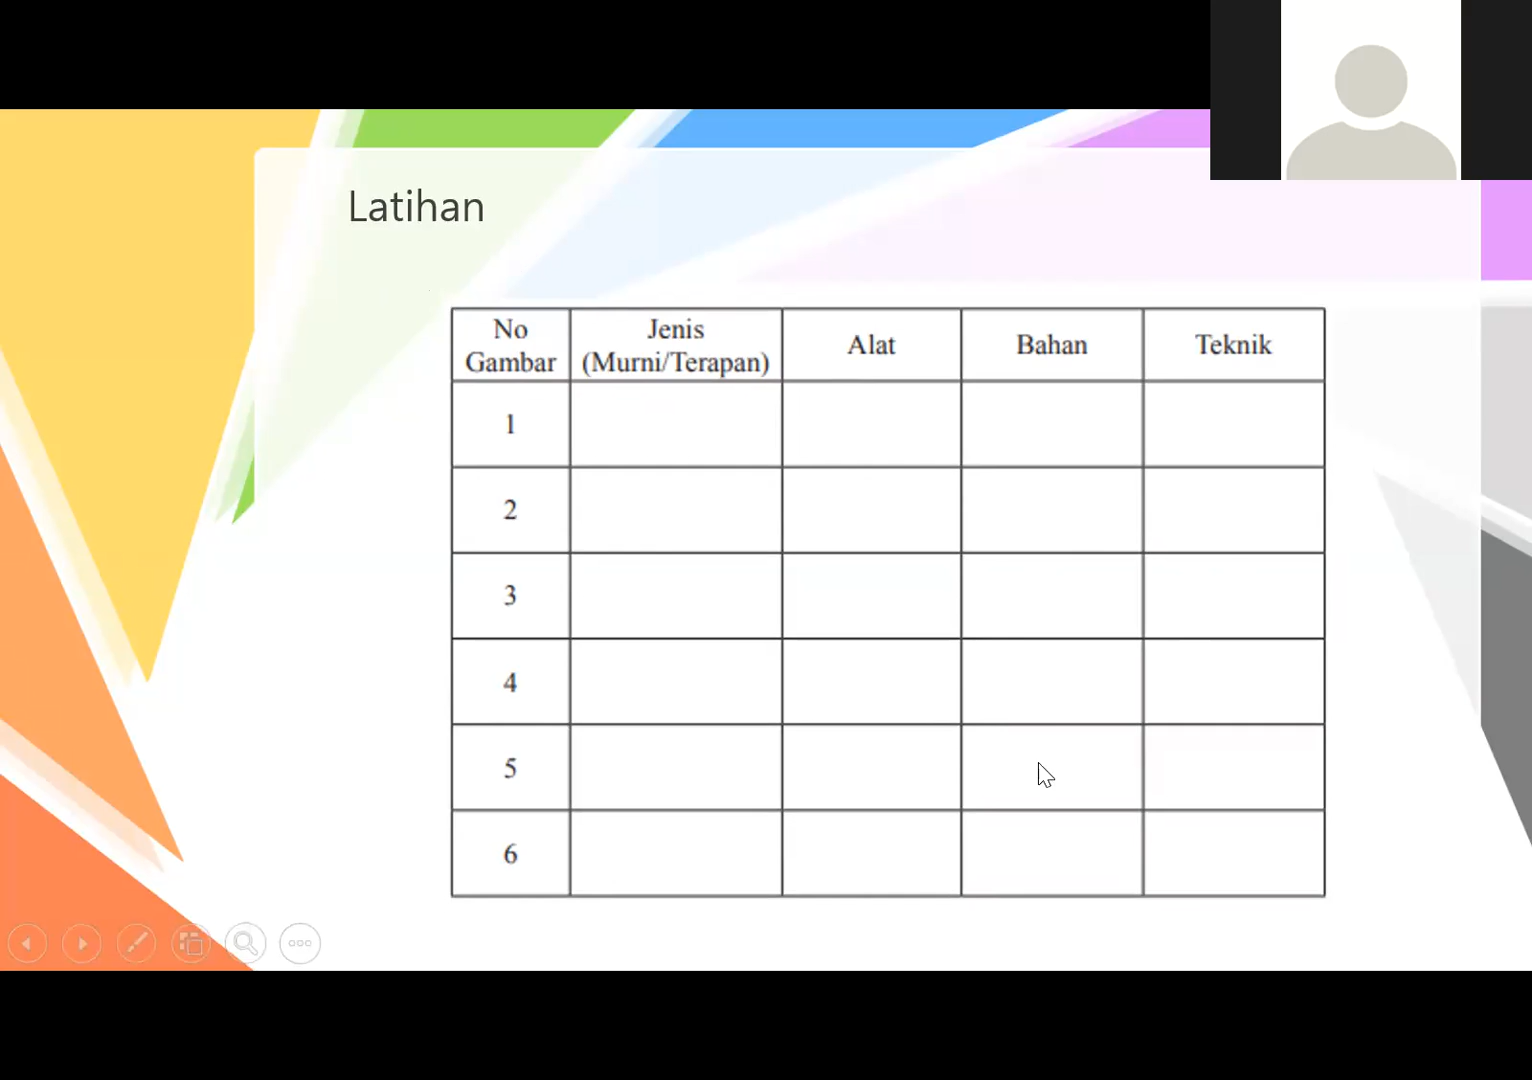 Latihan
No Gambar
Jenis (Murni/Terapan)
Alat
Bahan
Teknik
1
2
3
4
5
6